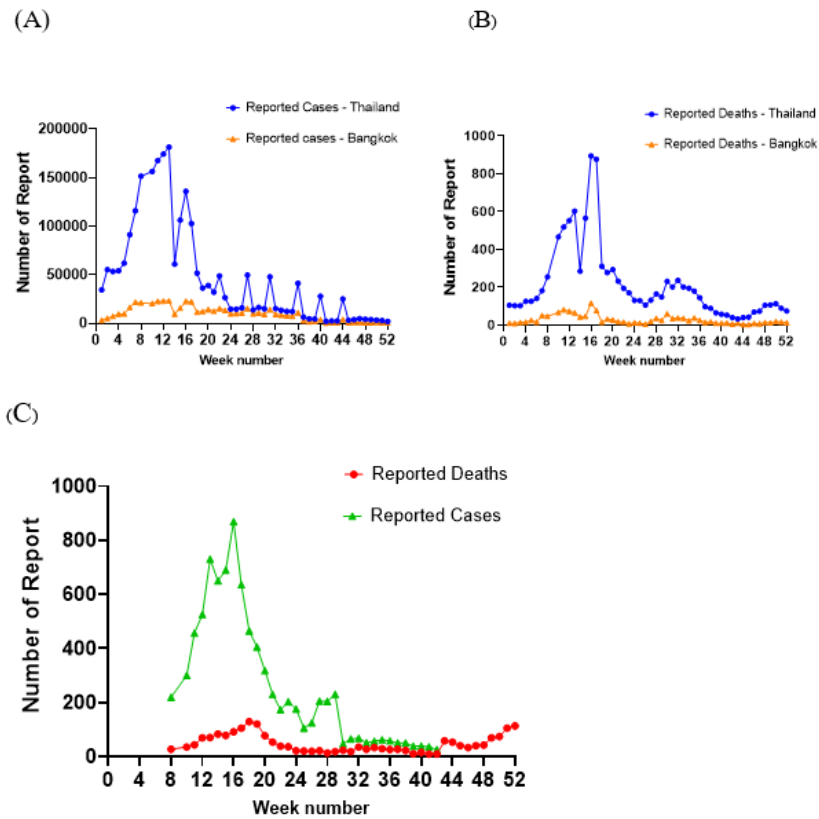 (A)
Reported Cases - Thailand
Reported cases - Bangkok
200000
150000
100000
50000
0
Number of Report
0 4 8 12 16 20 24 28 32 36 40 44 48 52
Week number
(B)
Reported Deaths - Thailand
Reported Deaths - Bangkok
1000
800
600
400
200
0
Number of Report
0 4 8 12 16 20 24 28 32 36 40 44 48 52
Week number
(C)
Reported Deaths
Reported Cases
1000
800
600
400
200
0
Number of Report
0 4 8 12 16 20 24 28 32 36 40 44 48 52
Week number